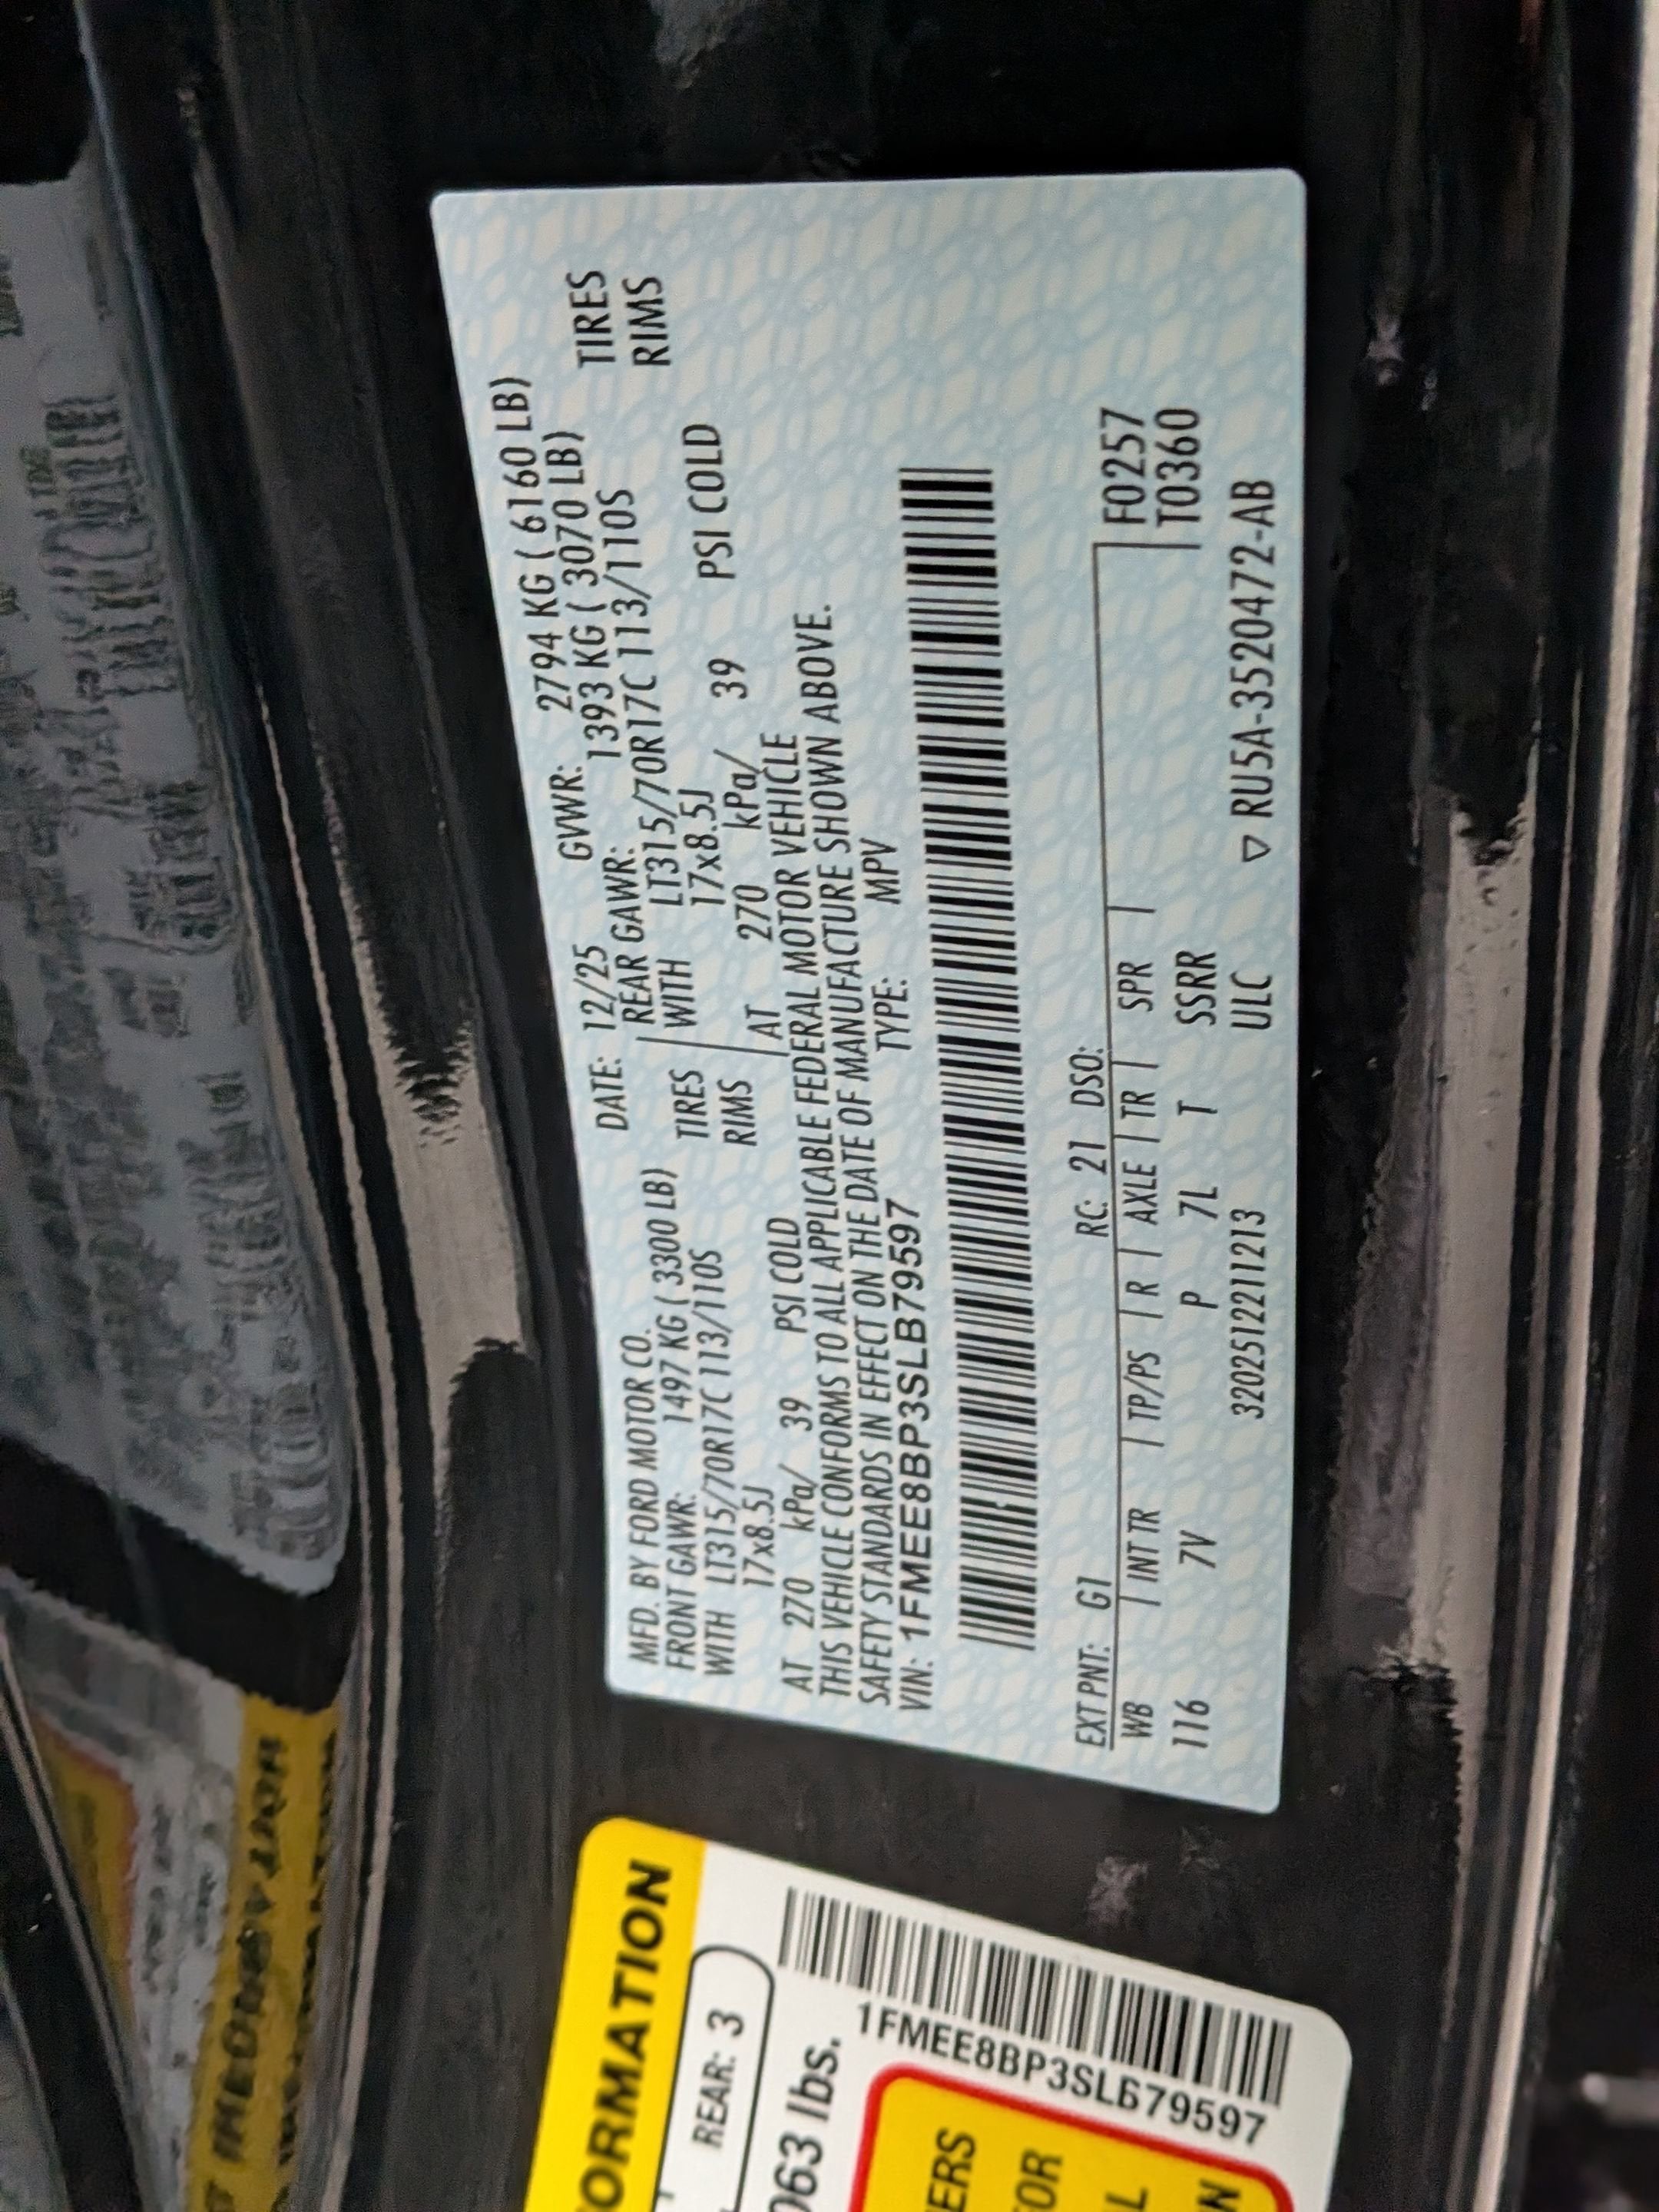 MFD. BY FORD MOTOR CO. DATE: 12/25 GVWR: 2794 KG ( 6160 LB)
FRONT GAWR: 1497 KG ( 3300 LB) REAR GAWR: 1393 KG ( 3070 LB)
WITH LT315/70R17C 113/110S TIRES WITH LT315/70R17C 113/110S TIRES
17x8.5J RIMS 17x8.5J RIMS
AT 270 kPa/ 39 PSI COLD AT 270 kPa/ 39 PSI COLD
THIS VEHICLE CONFORMS TO ALL APPLICABLE FEDERAL MOTOR VEHICLE
SAFETY STANDARDS IN EFFECT ON THE DATE OF MANUFACTURE SHOWN ABOVE.
VIN: 1FMEE8BP3SLB79597 TYPE: MPV
EXT PNT: G1 RC: 21 DSO: F0257
WB INT TR TP/PS R AXLE TR SPR T0360
116 7V P 7L T SSRR
3202512211213 ULC ▽ RU5A-3520472-AB
ORMATION
REAR: 3
063 lbs.
1FMEE8BP3SLB79597
ERS
OR
L
N